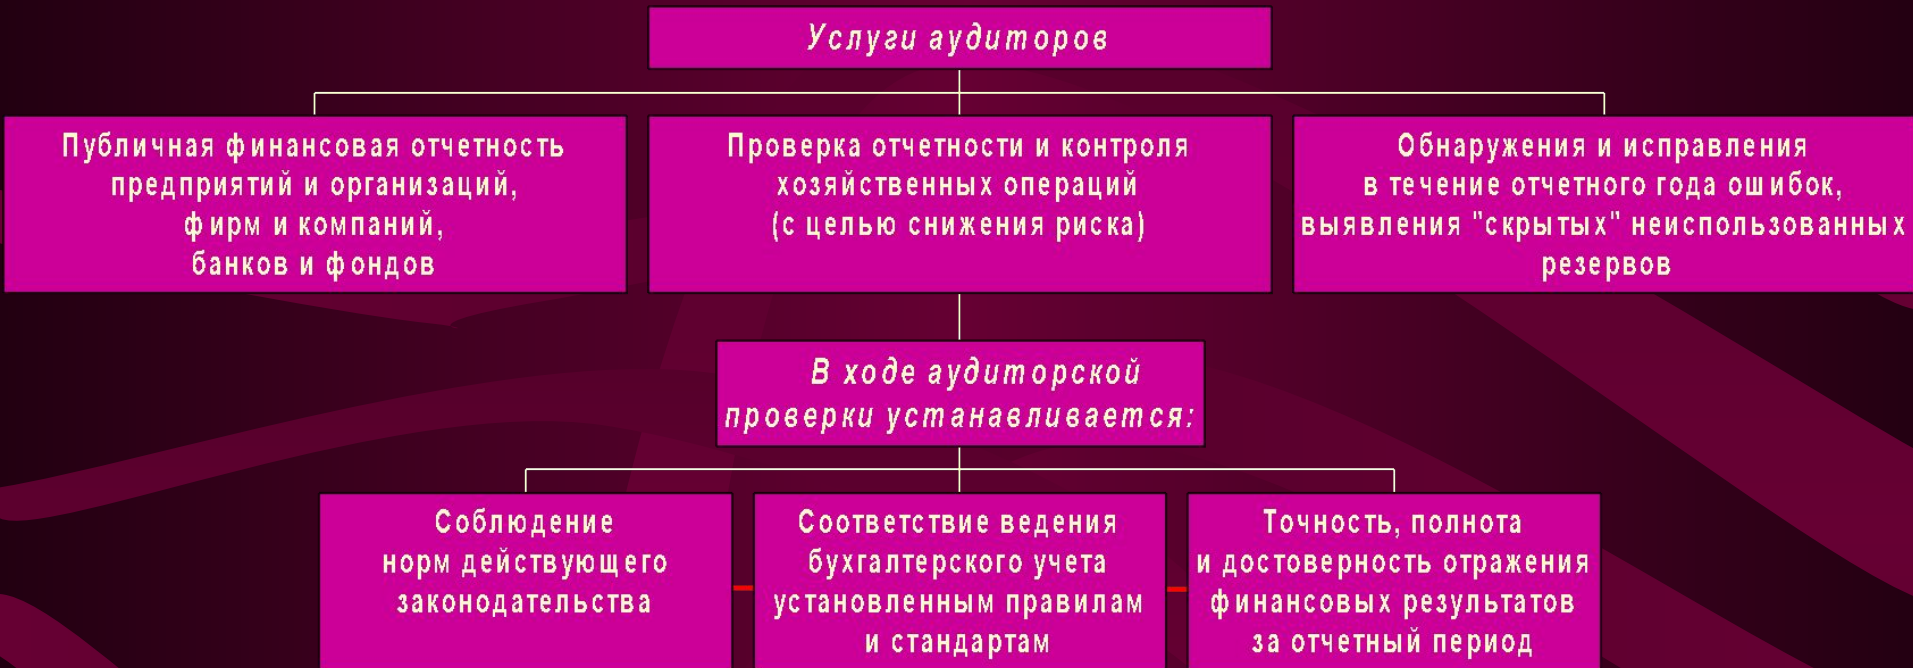 Услуги аудиторов
Публичная финансовая отчетность
предприятий и организаций,
фирм и компаний,
банков и фондов
Проверка отчетности и контроля
хозяйственных операций
(с целью снижения риска)
Обнаружения и исправления
в течение отчетного года ошибок,
выявления "скрытых" неиспользованных
резервов
В ходе аудиторской
проверки устанавливается:
Соблюдение
норм действующего
законодательства
Соответствие ведения
бухгалтерского учета
установленным правилам
и стандартам
Точность, полнота
и достоверность отражения
финансовых результатов
за отчетный период